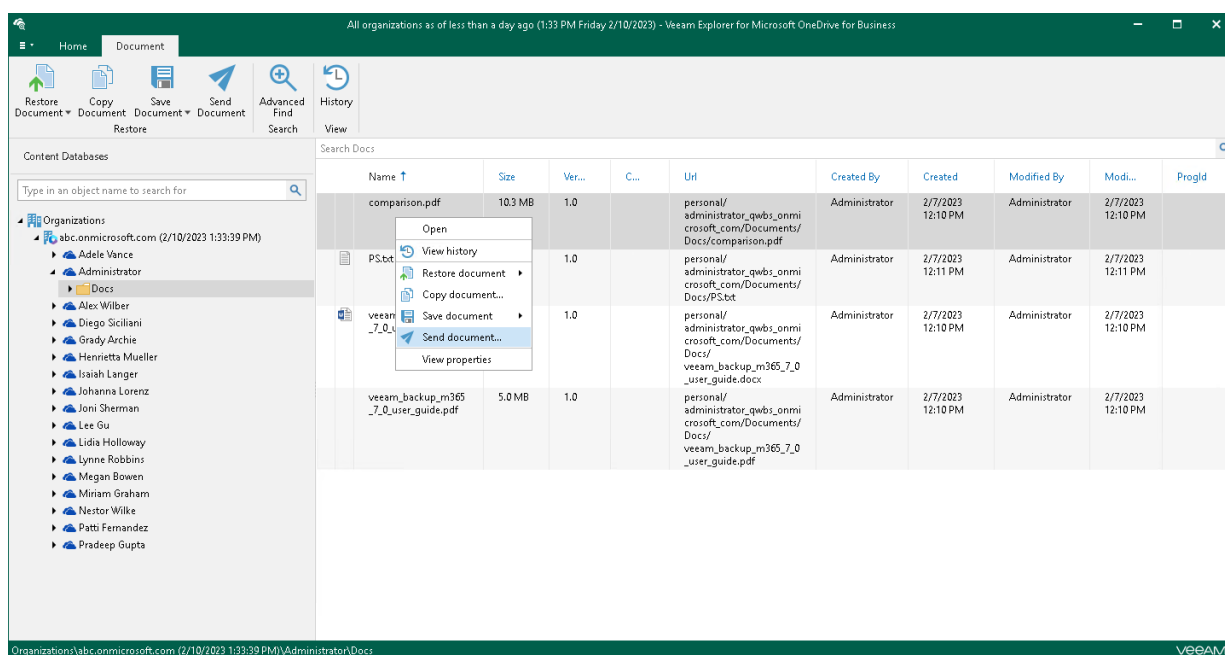 All organizations as of less than a day ago (1:33 PM Friday 2/10/2023) - Veeam Explorer for Microsoft OneDrive for Business
Home Document
Restore Document
Copy Document
Save Document
Send Document
Advanced Find
History
Restore
Search
View
Content Databases
Type in an object name to search for
Organizations
abc.onmicrosoft.com (2/10/2023 1:33:39 PM)
Adele Vance
Administrator
Docs
Alex Wilber
Diego Siciliani
Grady Archie
Henrietta Mueller
Isaiah Langer
Johanna Lorenz
Joni Sherman
Lee Gu
Lidia Holloway
Lynne Robbins
Megan Bowen
Miriam Graham
Nestor Wilke
Patti Fernandez
Pradeep Gupta
Search Docs
Name Size Ver... C... Url Created By Created Modified By Modi... ProgId
comparison.pdf 10.3 MB 1.0 personal/ Administrator 2/7/2023 Administrator 2/7/2023
administrator_qwbs_onmi 12:10 PM 12:10 PM
crosoft_com/Documents/
Docs/comparison.pdf
PS.txt 1.0 personal/ Administrator 2/7/2023 Administrator 2/7/2023
administrator_qwbs_onmi 12:11 PM 12:11 PM
crosoft_com/Documents/
Docs/PS.txt
veeam 1.0 personal/ Administrator 2/7/2023 Administrator 2/7/2023
_7_0_u administrator_qwbs_onmi 12:10 PM 12:10 PM
crosoft_com/Documents/
Docs/
veeam_backup_m365_7_0
_user_guide.docx
veeam_backup_m365 5.0 MB 1.0 personal/ Administrator 2/7/2023 Administrator 2/7/2023
_7_0_user_guide.pdf administrator_qwbs_onmi 12:10 PM 12:10 PM
crosoft_com/Documents/
Docs/
veeam_backup_m365_7_0
_user_guide.pdf
Open
View history
Restore document
Copy document...
Save document
Send document...
View properties
Organizations\abc.onmicrosoft.com (2/10/2023 1:33:39 PM)\Administrator\Docs
veeam